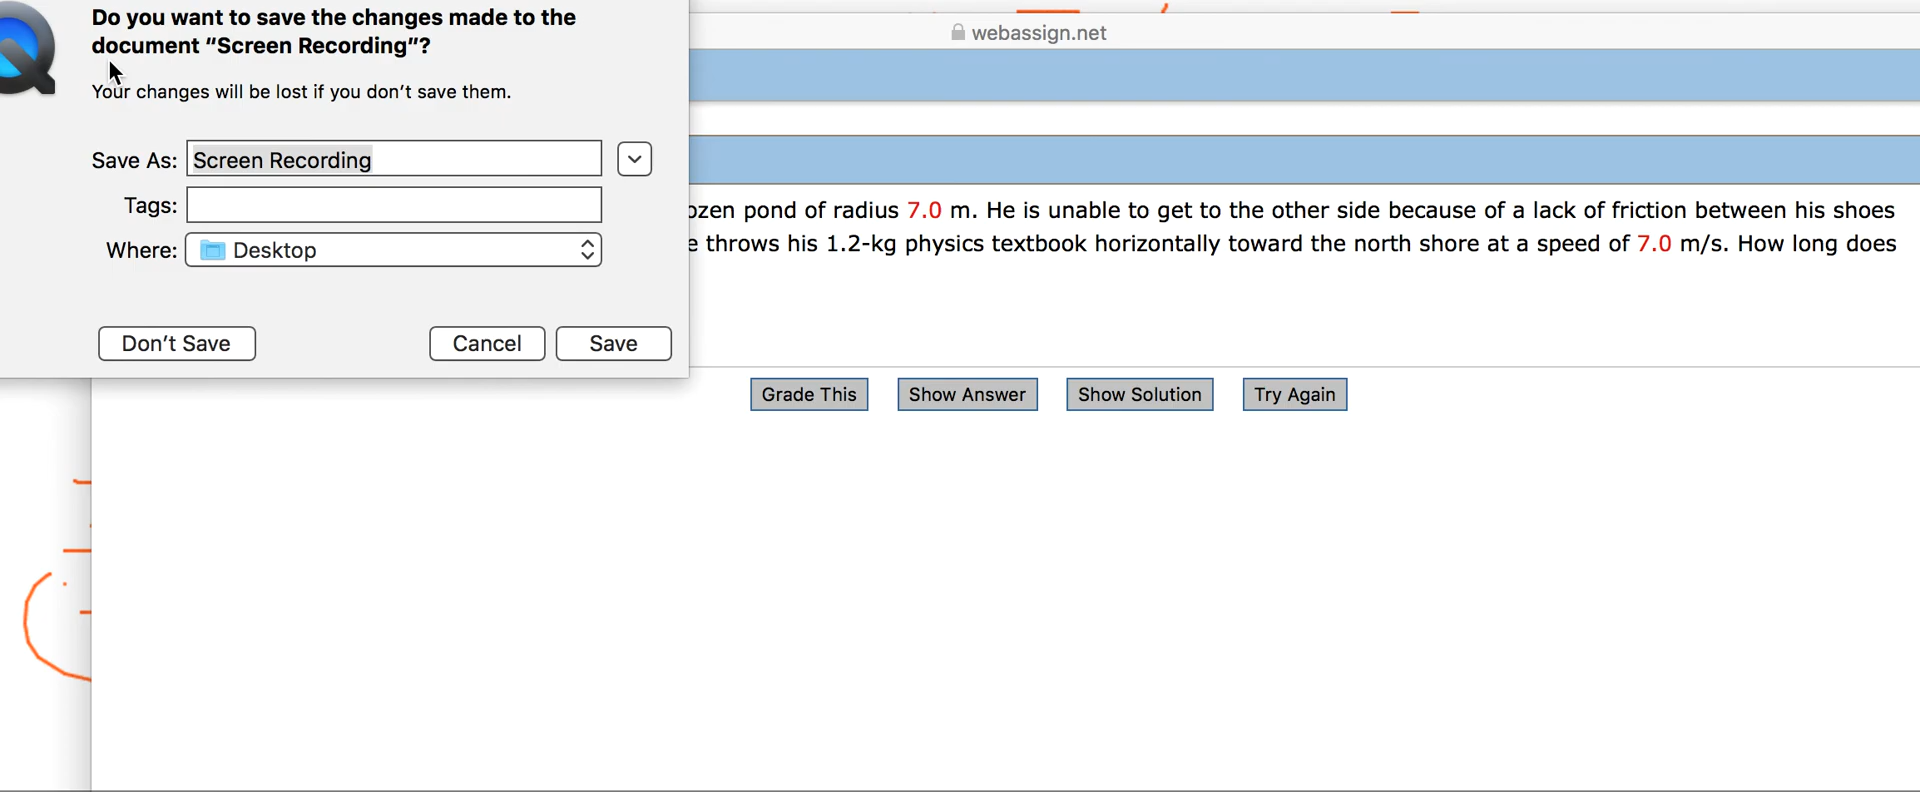 Do you want to save the changes made to the
document “Screen Recording”?
Your changes will be lost if you don’t save them.
Save As: Screen Recording
Tags:
Where: Desktop
Don’t Save Cancel Save
webassign.net
pond of radius 7.0 m. He is unable to get to the other side because of a lack of friction between his shoes
throws his 1.2-kg physics textbook horizontally toward the north shore at a speed of 7.0 m/s. How long does
Grade This Show Answer Show Solution Try Again